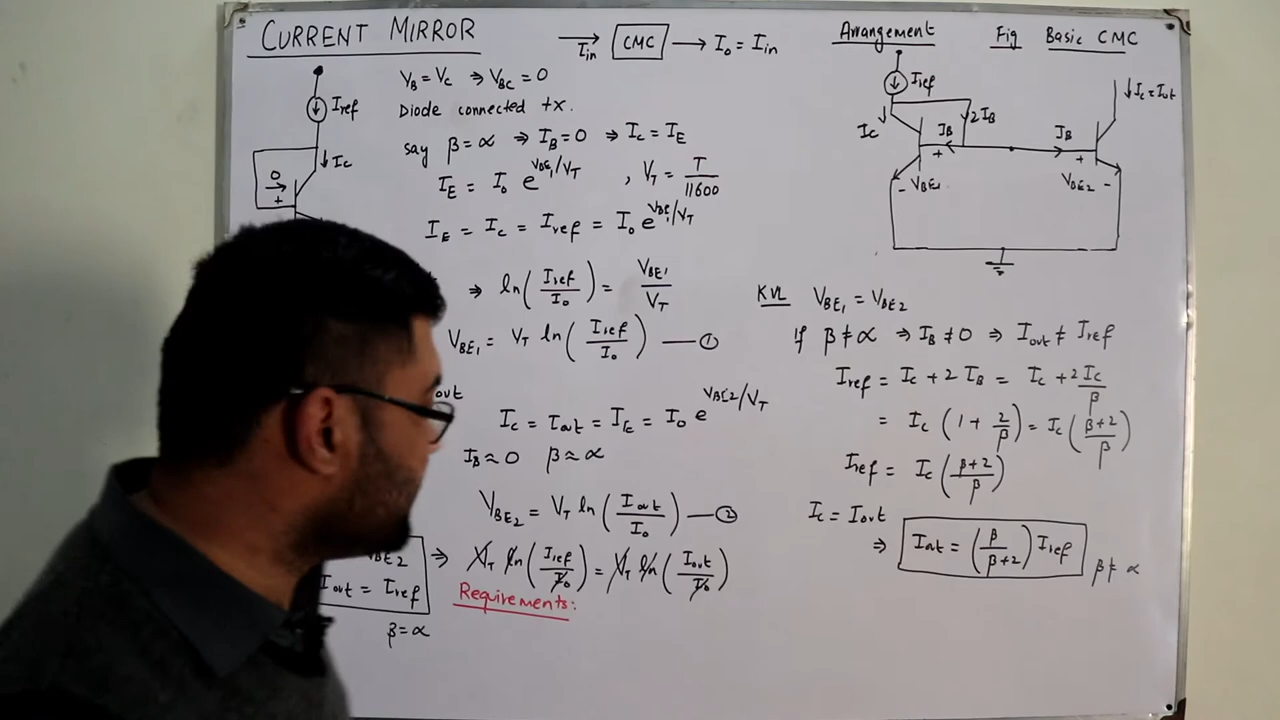 CURRENT MIRROR
Iin → CMC → Io = Iin
Iref
Ic
0
+
VB = VC ⇒ VBC = 0
Diode connected tx.
say β = α ⇒ IB = 0 ⇒ Ic = IE
IE = Io e^VBE1/VT , VT = T/11600
IE = Ic = Iref = Io e^VBE1/VT
⇒ ln(Iref/Io) = VBE1/VT
VBE1 = VT ln(Iref/Io) — ①
out
Ic = Iout = IE = Io e^VBE2/VT
IB ≈ 0 β ≈ α
VBE2 = VT ln(Iout/Io) — ②
VBE2 ⇒ VT ln(Iref/Io) = VT ln(Iout/Io)
Iout = Iref
β = α
Requirements:
Arrangement Fig Basic CMC
Iref
Ic = Iout
Ic
2IB
IB
IB
+
+
- VBE1
VBE2 -
KVL VBE1 = VBE2
if β ≠ α ⇒ IB ≠ 0 ⇒ Iout ≠ Iref
Iref = Ic + 2IB = Ic + 2Ic/β
= Ic(1 + 2/β) = Ic(β+2/β)
Iref = Ic(β+2/β)
Ic = Iout
⇒ Iout = (β/β+2) Iref
β ≠ α